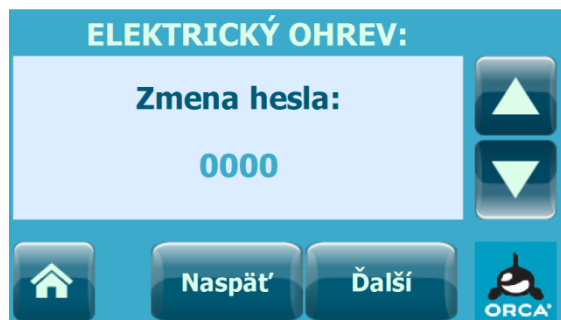 ELEKTRICKÝ OHREV:
Zmena hesla:
0000
Naspäť Ďalší
ORCA